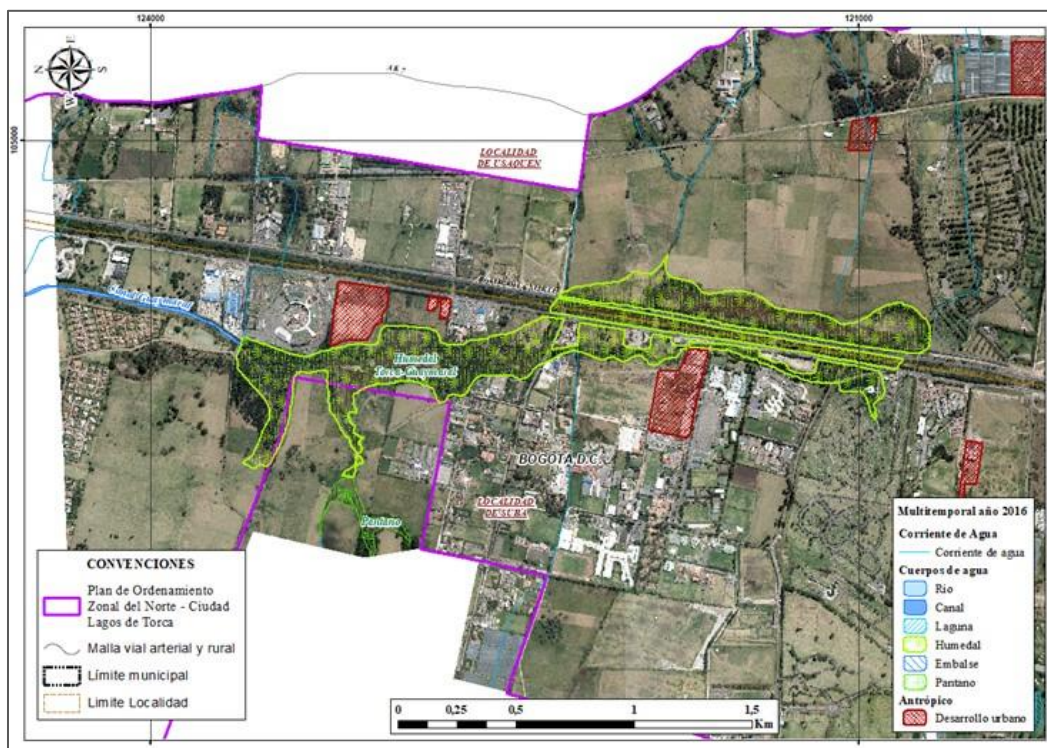 124000
121000
E
N
S
W
105000
LOCALIDAD
DE USAQUEN
Canal Guaymaral
Humedal
Torca-Guaymaral
BOGOTA D.C.
LOCALIDAD
DE SUBA
Pantano
CONVENCIONES
Plan de Ordenamiento
Zonal del Norte - Ciudad
Lagos de Torca
Malla vial arterial y rural
Límite municipal
Limite Localidad
0 0,25 0,5 1 1,5
Km
Multitemporal año 2016
Corriente de Agua
Corriente de agua
Cuerpos de agua
Río
Canal
Laguna
Humedal
Embalse
Pantano
Antrópico
Desarrollo urbano